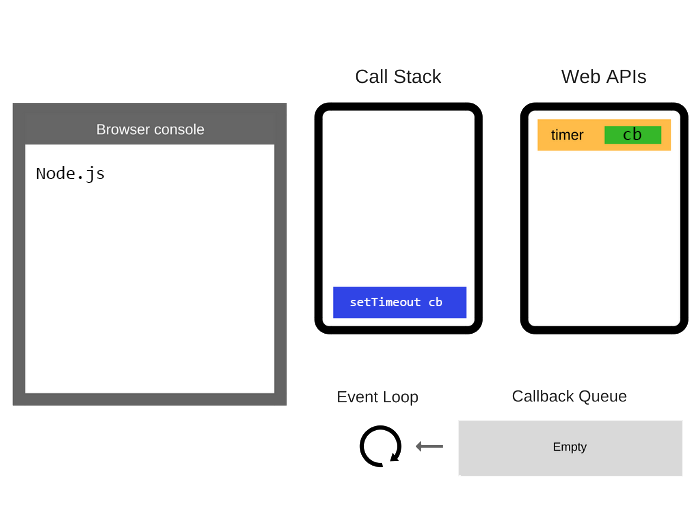 Call Stack
Web APIs
Browser console
timer
cb
Node.js
setTimeout cb
Event Loop
Callback Queue
Empty